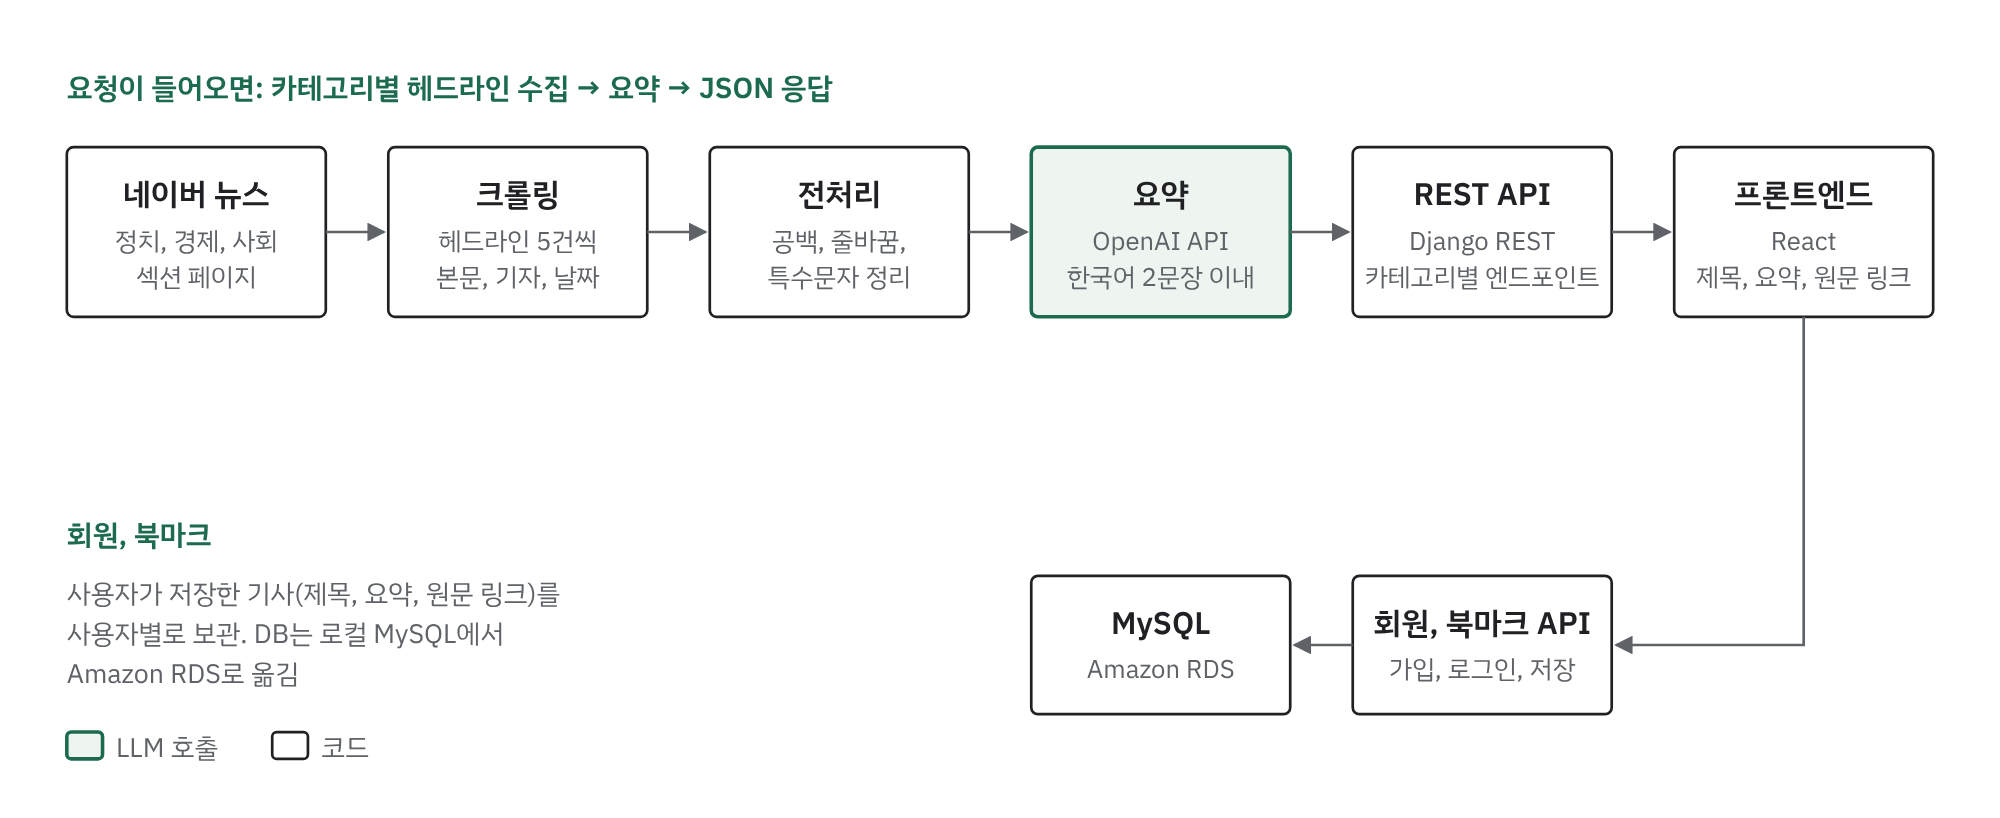 요청이 들어오면: 카테고리별 헤드라인 수집 → 요약 → JSON 응답
네이버 뉴스
정치, 경제, 사회
섹션 페이지
크롤링
헤드라인 5건씩
본문, 기자, 날짜
전처리
공백, 줄바꿈,
특수문자 정리
요약
OpenAI API
한국어 2문장 이내
REST API
Django REST
카테고리별 엔드포인트
프론트엔드
React
제목, 요약, 원문 링크
회원, 북마크
사용자가 저장한 기사(제목, 요약, 원문 링크)를
사용자별로 보관. DB는 로컬 MySQL에서
Amazon RDS로 옮김
MySQL
Amazon RDS
회원, 북마크 API
가입, 로그인, 저장
LLM 호출
코드